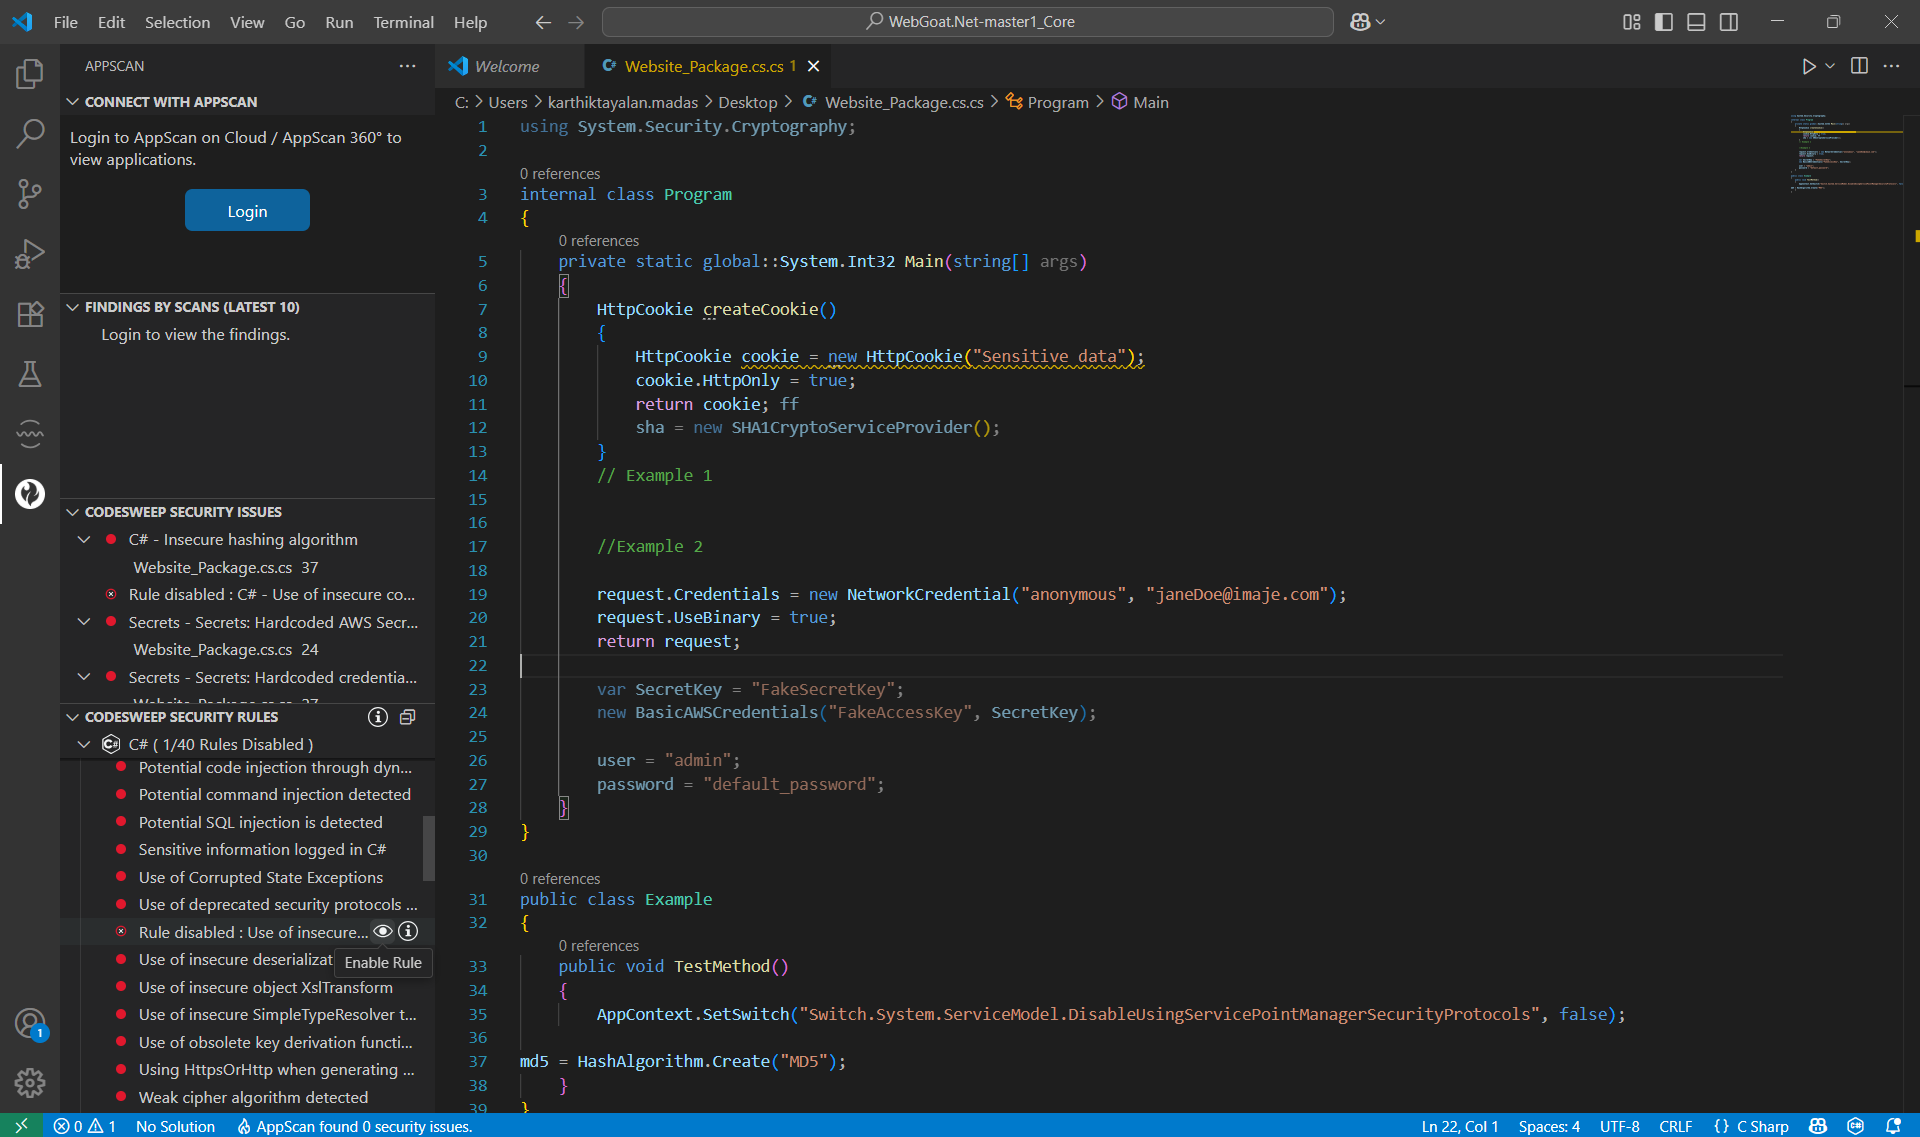 File Edit Selection View Go Run Terminal Help
WebGoat.Net-master1_Core
APPSCAN
CONNECT WITH APPSCAN
Login to AppScan on Cloud / AppScan 360° to
view applications.
Login
FINDINGS BY SCANS (LATEST 10)
Login to view the findings.
CODESWEEP SECURITY ISSUES
C# - Insecure hashing algorithm
Website_Package.cs.cs 37
Rule disabled : C# - Use of insecure co...
Secrets - Secrets: Hardcoded AWS Secr...
Website_Package.cs.cs 24
Secrets - Secrets: Hardcoded credentia...
Website_Package.cs.cs 27
CODESWEEP SECURITY RULES
C# ( 1/40 Rules Disabled )
Potential code injection through dyn...
Potential command injection detected
Potential SQL injection is detected
Sensitive information logged in C#
Use of Corrupted State Exceptions
Use of deprecated security protocols ...
Rule disabled : Use of insecure...
Enable Rule
Use of insecure deserializat
Use of insecure object XslTransform
Use of insecure SimpleTypeResolver t...
Use of obsolete key derivation functi...
Using HttpsOrHttp when generating ...
Weak cipher algorithm detected
Welcome
C# Website_Package.cs.cs 1
C: > Users > karthiktayalan.madas > Desktop > C# Website_Package.cs.cs > Program > Main
1 using System.Security.Cryptography;
2
0 references
3 internal class Program
4 {
0 references
5 private static global::System.Int32 Main(string[] args)
6 {
7 HttpCookie createCookie()
8 {
9 HttpCookie cookie = new HttpCookie("Sensitive data");
10 cookie.HttpOnly = true;
11 return cookie; ff
12 sha = new SHA1CryptoServiceProvider();
13 }
14 // Example 1
15
16
17 //Example 2
18
19 request.Credentials = new NetworkCredential("anonymous", "janeDoe@imaje.com");
20 request.UseBinary = true;
21 return request;
22
23 var SecretKey = "FakeSecretKey";
24 new BasicAWSCredentials("FakeAccessKey", SecretKey);
25
26 user = "admin";
27 password = "default_password";
28 }
29 }
30
0 references
31 public class Example
32 {
0 references
33 public void TestMethod()
34 {
35 AppContext.SetSwitch("Switch.System.ServiceModel.DisableUsingServicePointManagerSecurityProtocols", false);
36
37 md5 = HashAlgorithm.Create("MD5");
38 }
39 }
1
0 1 No Solution AppScan found 0 security issues.
Ln 22, Col 1 Spaces: 4 UTF-8 CRLF {} C Sharp